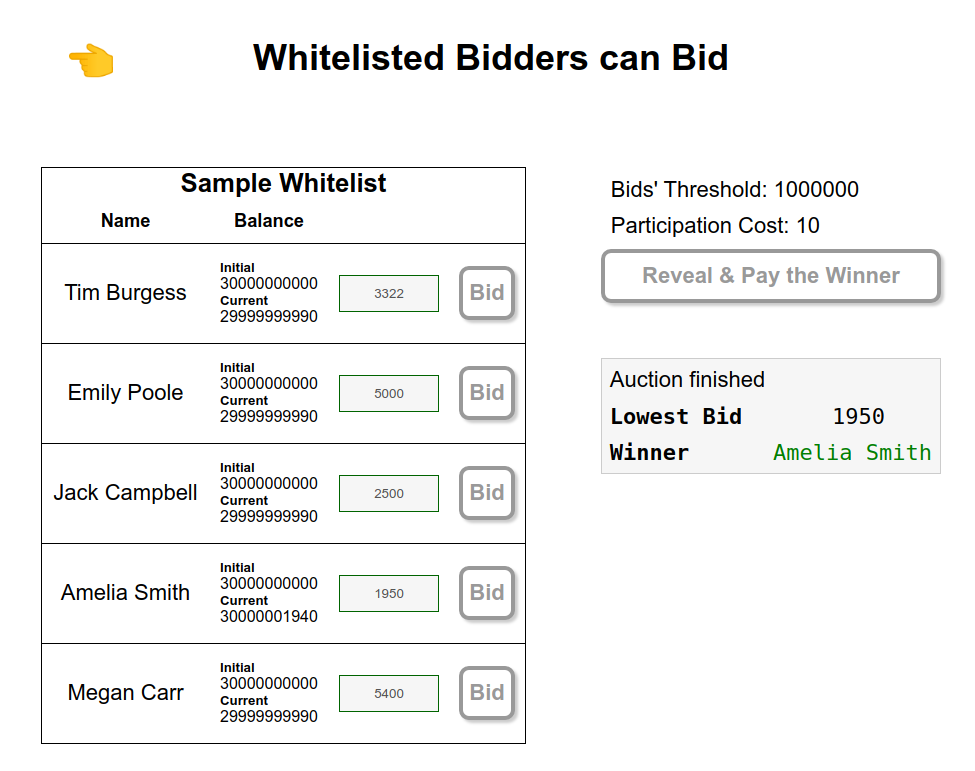 Whitelisted Bidders can Bid
Sample Whitelist
Name Balance
Tim Burgess
Initial
30000000000
Current
29999999990
3322
Bid
Emily Poole
Initial
30000000000
Current
29999999990
5000
Bid
Jack Campbell
Initial
30000000000
Current
29999999990
2500
Bid
Amelia Smith
Initial
30000000000
Current
30000001940
1950
Bid
Megan Carr
Initial
30000000000
Current
29999999990
5400
Bid
Bids' Threshold: 1000000
Participation Cost: 10
Reveal & Pay the Winner
Auction finished
Lowest Bid 1950
Winner Amelia Smith